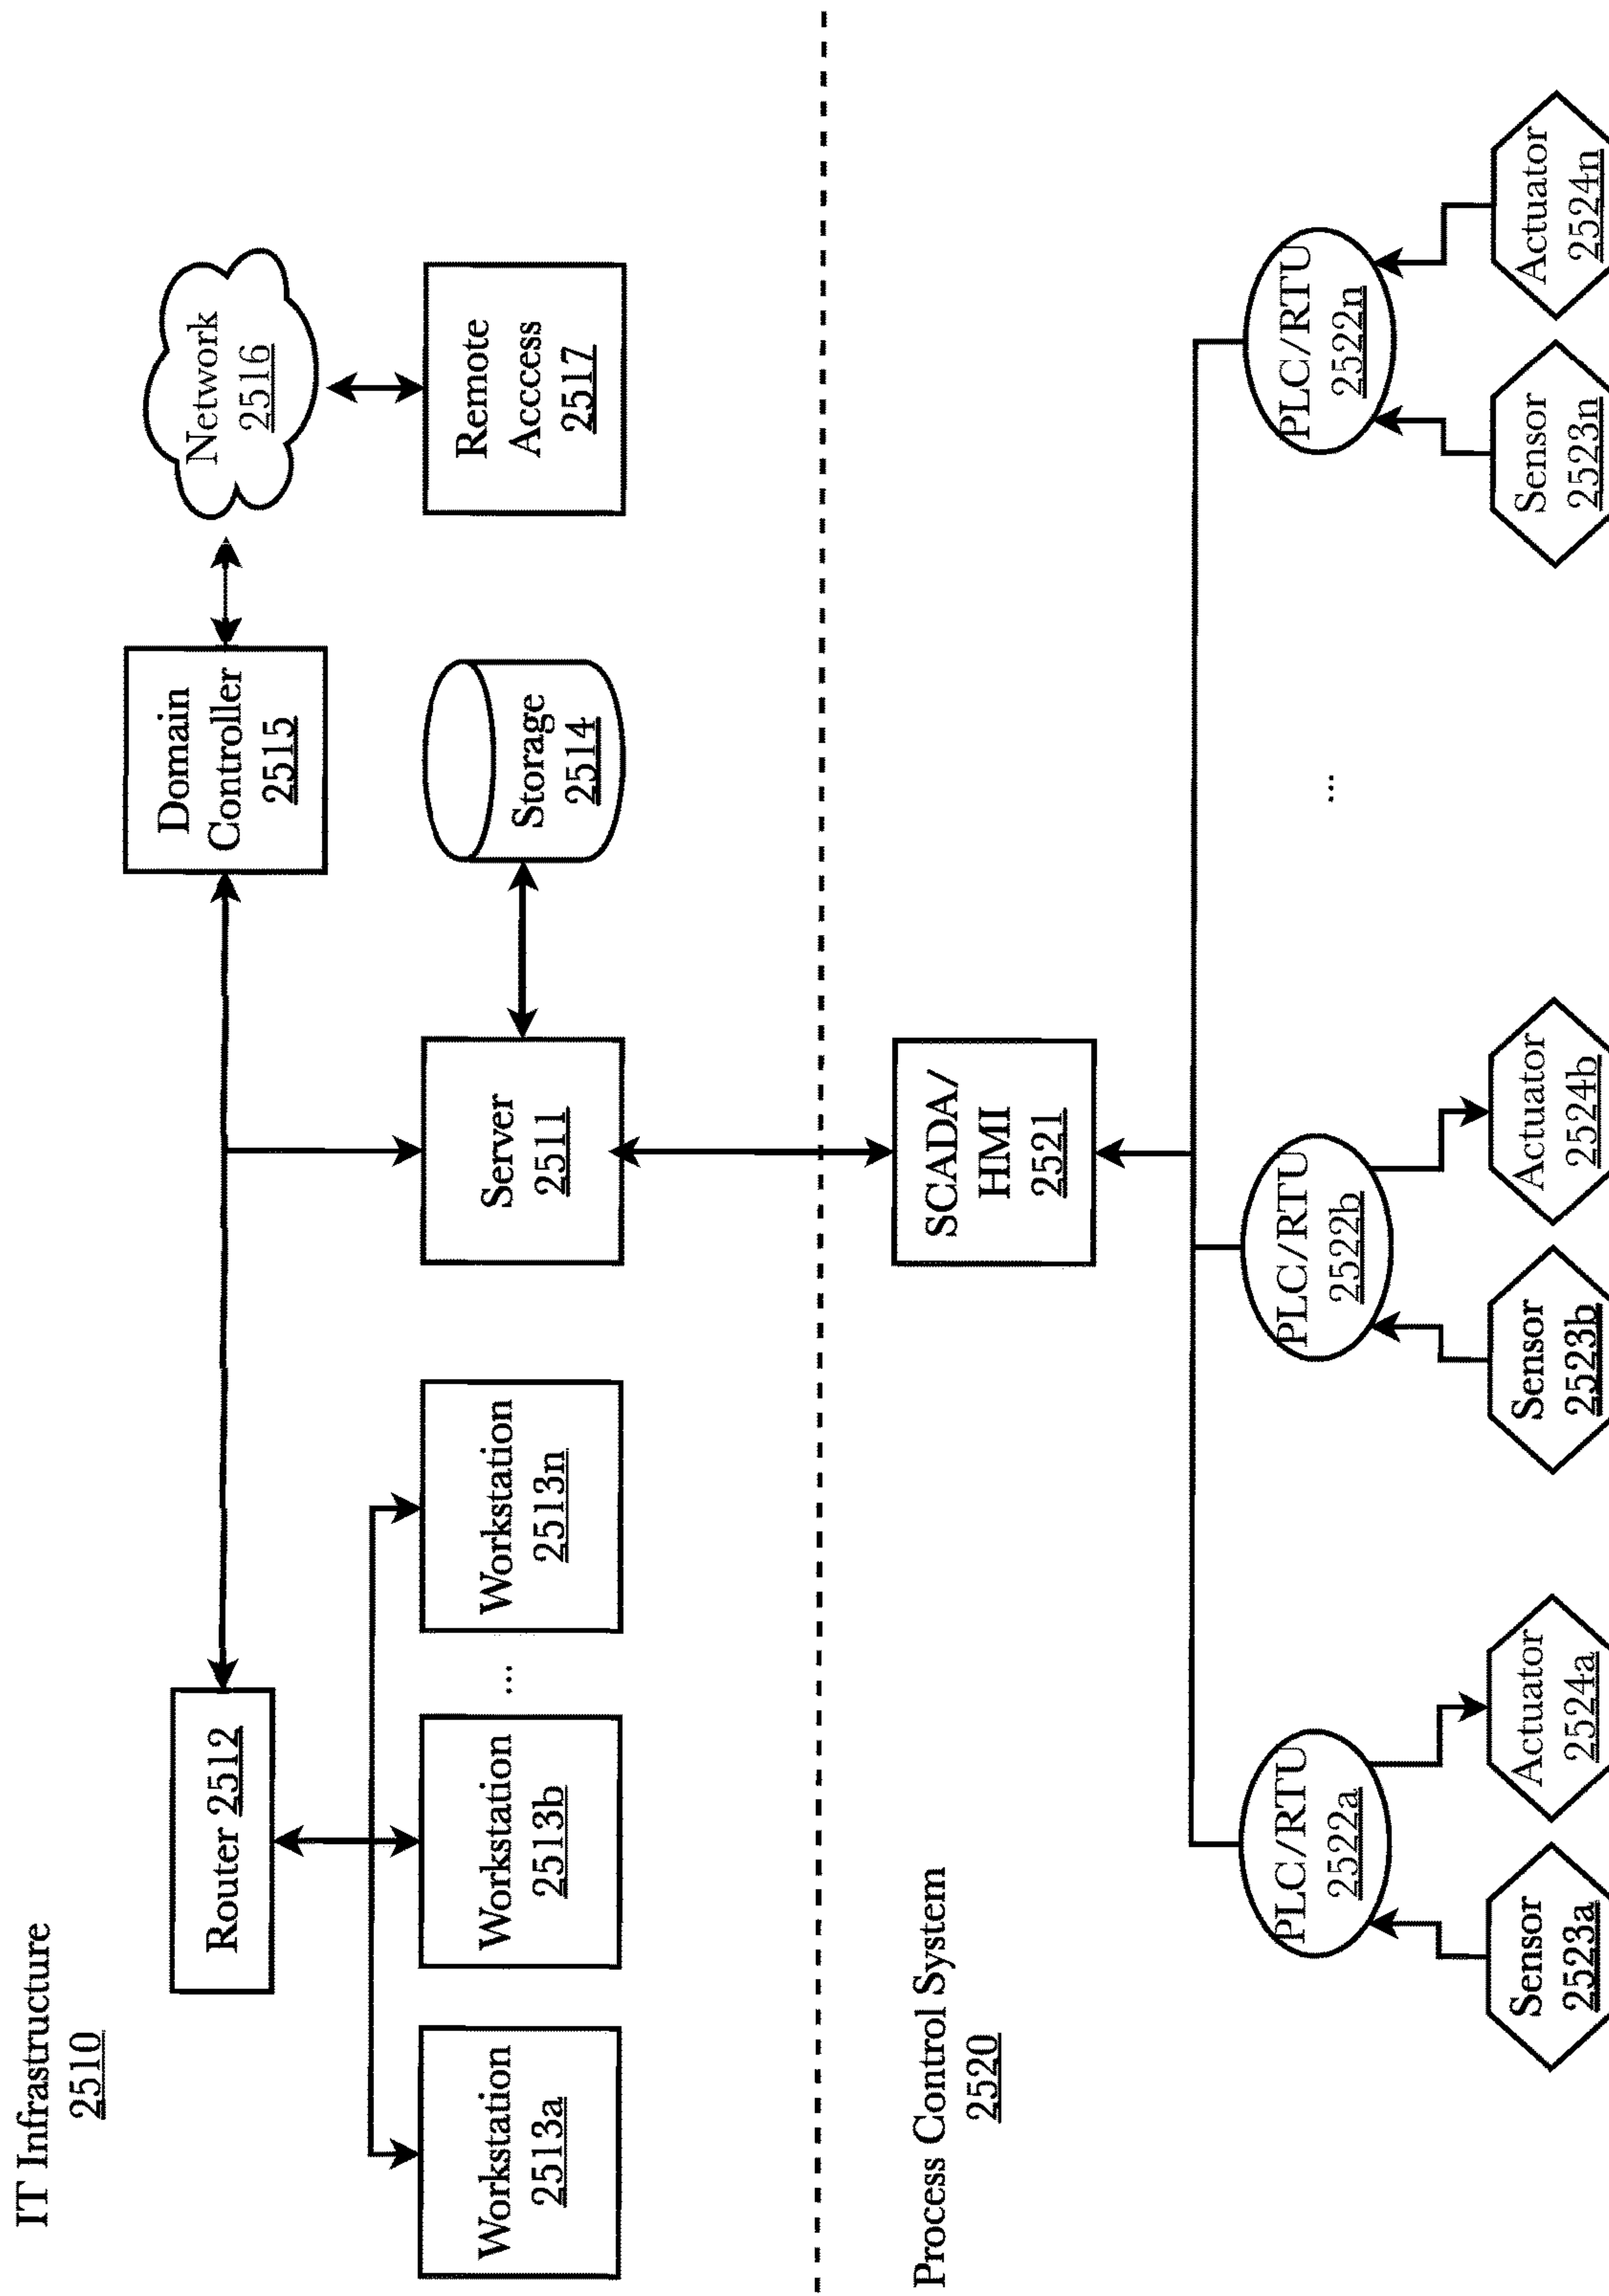 IT Infrastructure
2510
Router 2512
Domain
Controller
2515
Network
2516
Workstation
2513a
Workstation
2513b
...
Workstation
2513n
Server
2511
Storage
2514
Remote
Acccess
2517
Process Control System
2520
SCADA/
HMI
2521
PLC/RTU
2522a
PLC/RTU
2522b
...
PLC/RTU
2522n
Sensor
2523a
Actuator
2524a
Sensor
2523b
Actuator
2524b
Sensor
2523n
Actuator
2524n